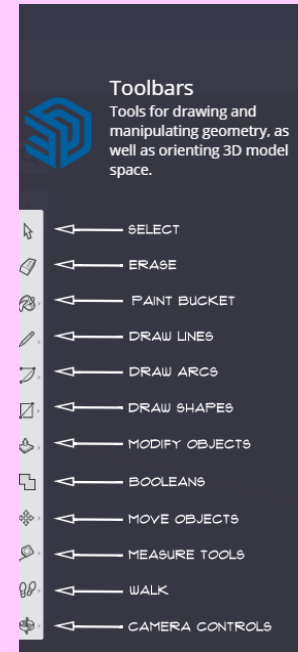 Toolbars
Tools for drawing and
manipulating geometry, as
well as orienting 3D model
space.
SELECT
ERASE
PAINT BUCKET
DRAW LINES
DRAW ARCS
DRAW SHAPES
MODIFY OBJECTS
BOOLEANS
MOVE OBJECTS
MEASURE TOOLS
WALK
CAMERA CONTROLS